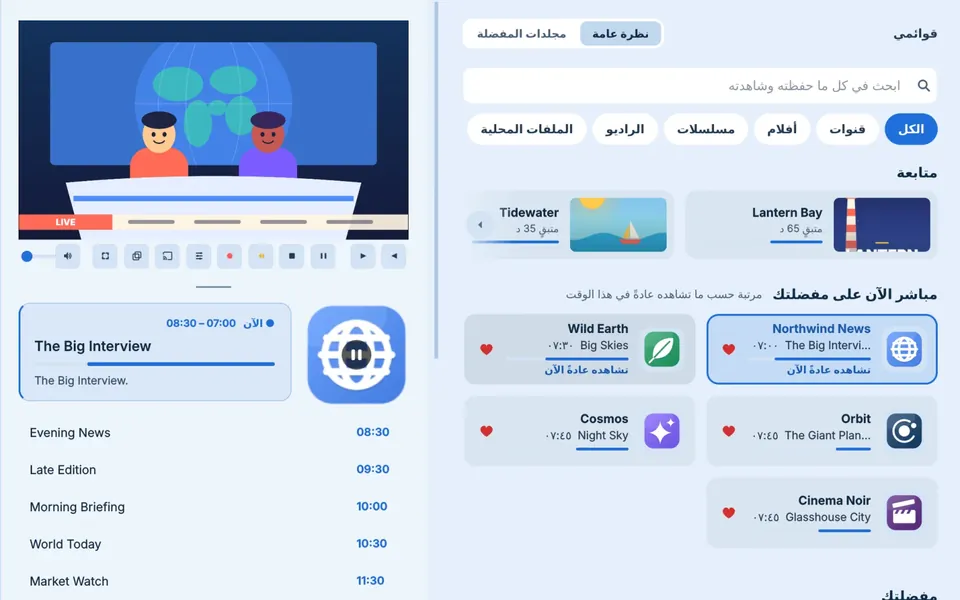 قوائمي
نظرة عامة
مجلدات المفضلة
ابحث في كل ما حفظته وشاهدته
الكل
قنوات
أفلام
مسلسلات
الراديو
الملفات المحلية
متابعة
Lantern Bay
متبقٍ 65 د
Tidewater
متبقٍ 35 د
مباشر الآن على مفضلتك
مرتبة حسب ما تشاهده عادةً في هذا الوقت
Northwind News
The Big Intervi... ٠٧:٠٠
تشاهده عادةً الآن
Wild Earth
Big Skies ٠٧:٣٠
تشاهده عادةً الآن
Orbit
The Giant Plan... ٠٧:٤٥
Cosmos
Night Sky ٠٧:٤٥
Cinema Noir
Glasshouse City ٠٧:٤٥
مفضلتك
LIVE
الآن 07:00 – 08:30
The Big Interview
The Big Interview.
Evening News 08:30
Late Edition 09:30
Morning Briefing 10:00
World Today 10:30
Market Watch 11:30